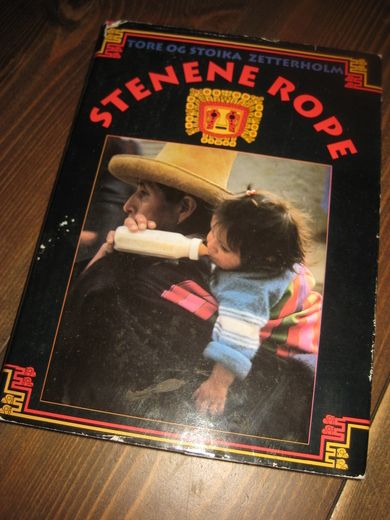 TORE OG STOIKA ZETTERHOLM
STENENE ROPE